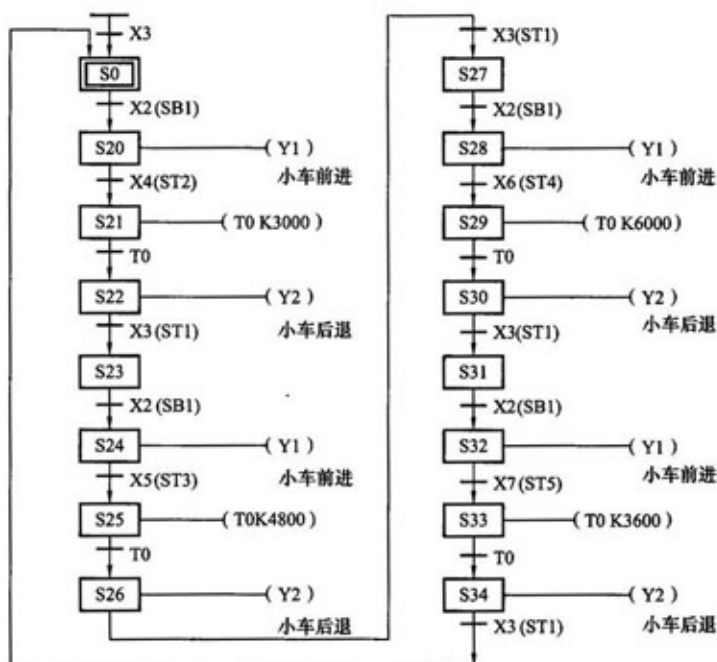 X3
S0
X2(SB1)
S20
( Y1 )
小车前进
X4(ST2)
S21
( T0 K3000)
T0
S22
( Y2 )
小车后退
X3(ST1)
S23
X2(SB1)
S24
( Y1 )
小车前进
X5(ST3)
S25
(T0K4800)
T0
S26
( Y2 )
小车后退
X3(ST1)
S27
X2(SB1)
S28
( Y1 )
小车前进
X6(ST4)
S29
( T0 K6000)
T0
S30
( Y2 )
小车后退
X3(ST1)
S31
X2(SB1)
S32
( Y1 )
小车前进
X7(ST5)
S33
( T0 K3600)
T0
S34
( Y2 )
小车后退
X3(ST1)